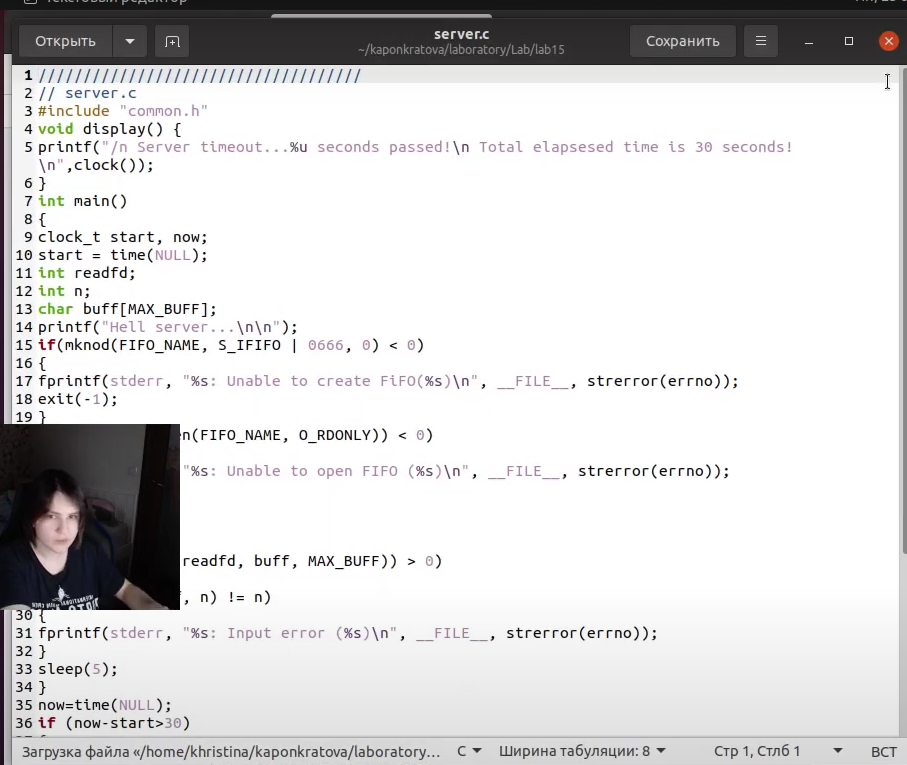 Текстовый редактор
Открыть
server.c
~/kaponkratova/laboratory/Lab/lab15
Сохранить
1 ////////////////////////////////////
2 // server.c
3 #include "common.h"
4 void display() {
5 printf("/n Server timeout...%u seconds passed!\n Total elapsesed time is 30 seconds!
\n",clock());
6 }
7 int main()
8 {
9 clock_t start, now;
10 start = time(NULL);
11 int readfd;
12 int n;
13 char buff[MAX_BUFF];
14 printf("Hell server...\n\n");
15 if(mknod(FIFO_NAME, S_IFIFO | 0666, 0) < 0)
16 {
17 fprintf(stderr, "%s: Unable to create FiFO(%s)\n", __FILE__, strerror(errno));
18 exit(-1);
19 }
en(FIFO_NAME, O_RDONLY)) < 0)
"%s: Unable to open FIFO (%s)\n", __FILE__, strerror(errno));
readfd, buff, MAX_BUFF)) > 0)
, n) != n)
30 {
31 fprintf(stderr, "%s: Input error (%s)\n", __FILE__, strerror(errno));
32 }
33 sleep(5);
34 }
35 now=time(NULL);
36 if (now-start>30)
Загрузка файла «/home/khristina/kaponkratova/laboratory… C Ширина табуляции: 8 Стр 1, Стлб 1 ВСТ